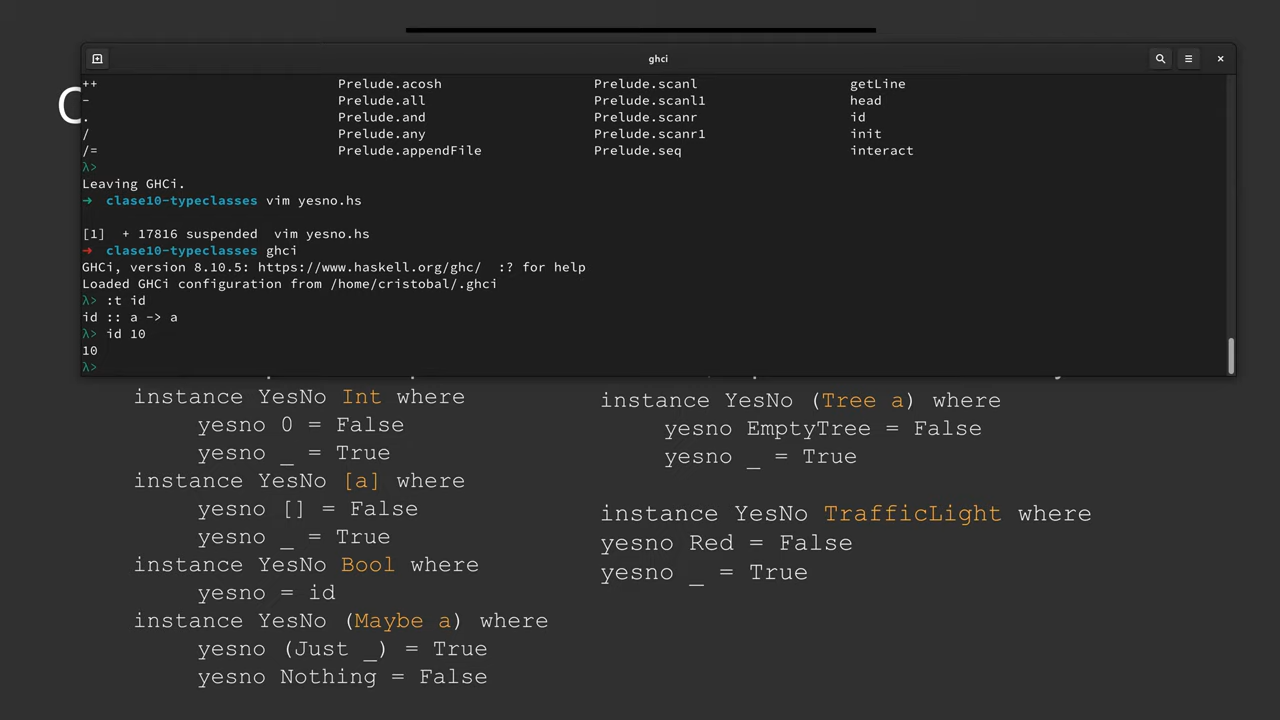 C
ghci
++ Prelude.acosh Prelude.scanl getLine
- Prelude.all Prelude.scanl1 head
. Prelude.and Prelude.scanr id
/ Prelude.any Prelude.scanr1 init
/= Prelude.appendFile Prelude.seq interact
λ>
Leaving GHCi.
➜ clase10-typeclasses vim yesno.hs
[1] + 17816 suspended vim yesno.hs
➜ clase10-typeclasses ghci
GHCi, version 8.10.5: https://www.haskell.org/ghc/ :? for help
Loaded GHCi configuration from /home/cristobal/.ghci
λ> :t id
id :: a -> a
λ> id 10
10
λ>
instance YesNo Int where
yesno 0 = False
yesno _ = True
instance YesNo [a] where
yesno [] = False
yesno _ = True
instance YesNo Bool where
yesno = id
instance YesNo (Maybe a) where
yesno (Just _) = True
yesno Nothing = False
instance YesNo (Tree a) where
yesno EmptyTree = False
yesno _ = True
instance YesNo TrafficLight where
yesno Red = False
yesno _ = True